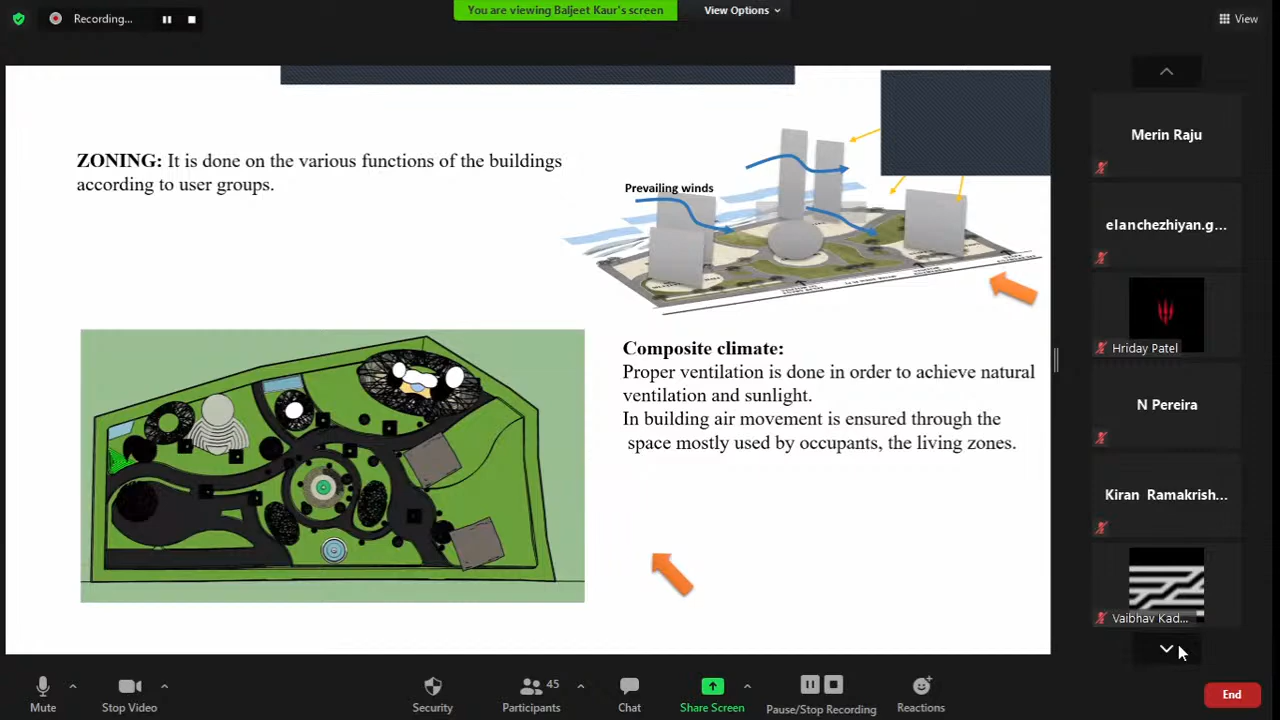 Recording...
You are viewing Baljeet Kaur's screen
View Options
View
ZONING: It is done on the various functions of the buildings
according to user groups.
Prevailing winds
Composite climate:
Proper ventilation is done in order to achieve natural
ventilation and sunlight.
In building air movement is ensured through the
space mostly used by occupants, the living zones.
Merin Raju
elanchezhiyan.g...
Hriday Patel
N Pereira
Kiran Ramakrish...
Vaibhav Kad...
Mute
Stop Video
Security
45
Participants
Chat
Share Screen
Pause/Stop Recording
Reactions
End